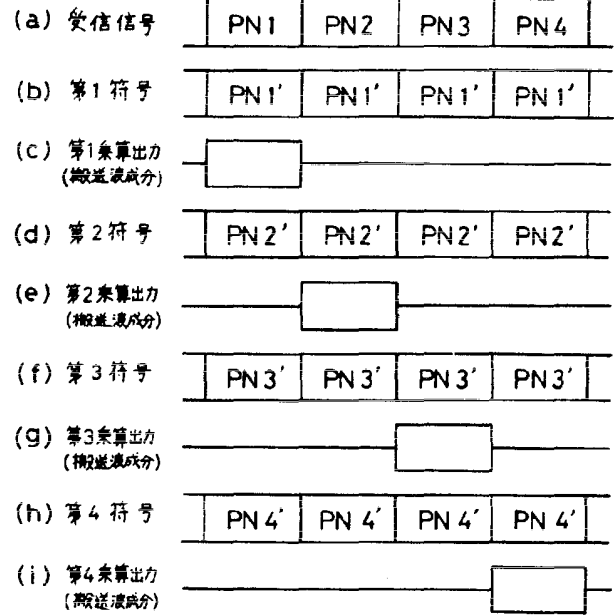 (a) 受信信号 PN1 PN2 PN3 PN4
(b) 第1符号 PN1′ PN1′ PN1′ PN1′
(c) 第1乗算出力
(搬送波成分)
(d) 第2符号 PN2′ PN2′ PN2′ PN2′
(e) 第2乗算出力
(搬送波成分)
(f) 第3符号 PN3′ PN3′ PN3′ PN3′
(g) 第3乗算出力
(搬送波成分)
(h) 第4符号 PN4′ PN4′ PN4′ PN4′
(i) 第4乗算出力
(搬送波成分)